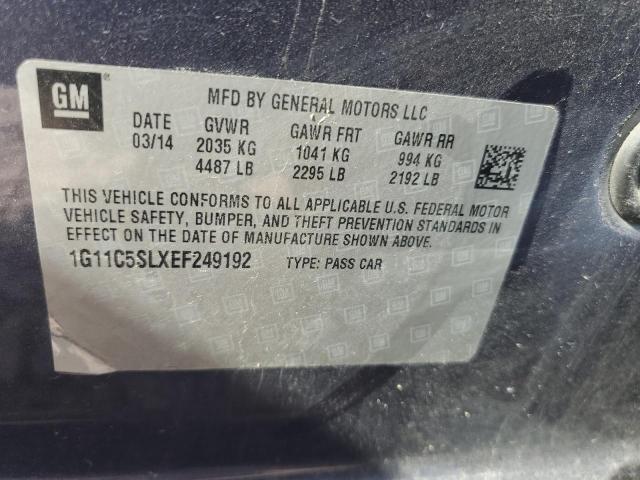 GM ®
MFD BY GENERAL MOTORS LLC
DATE GVWR GAWR FRT GAWR RR
03/14 2035 KG 1041 KG 994 KG
4487 LB 2295 LB 2192 LB
THIS VEHICLE CONFORMS TO ALL APPLICABLE U.S. FEDERAL MOTOR
VEHICLE SAFETY, BUMPER, AND THEFT PREVENTION STANDARDS IN
EFFECT ON THE DATE OF MANUFACTURE SHOWN ABOVE.
1G11C5SLXEF249192 TYPE: PASS CAR